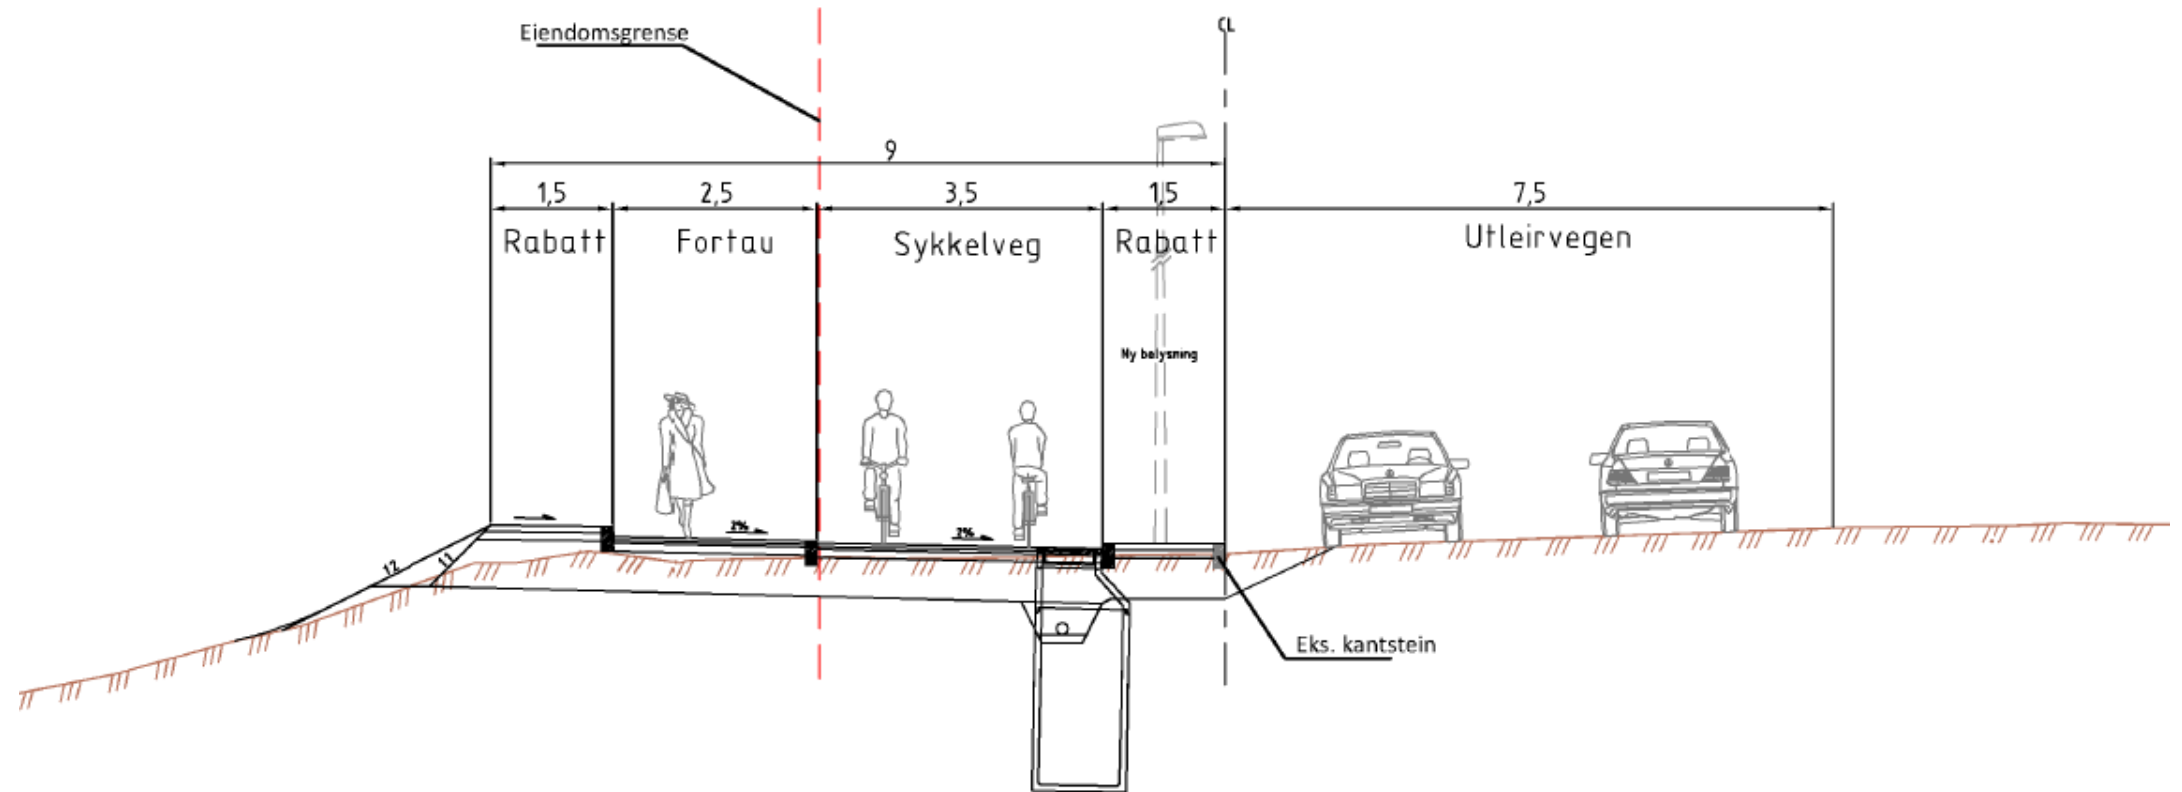 Eiendomsgrense
CL
9
1,5
2,5
3,5
1,5
7,5
Rabatt
Fortau
Sykkelveg
Rabatt
Utleirvegen
Ny belysning
2%
2%
1:2
1:1
Eks. kantstein